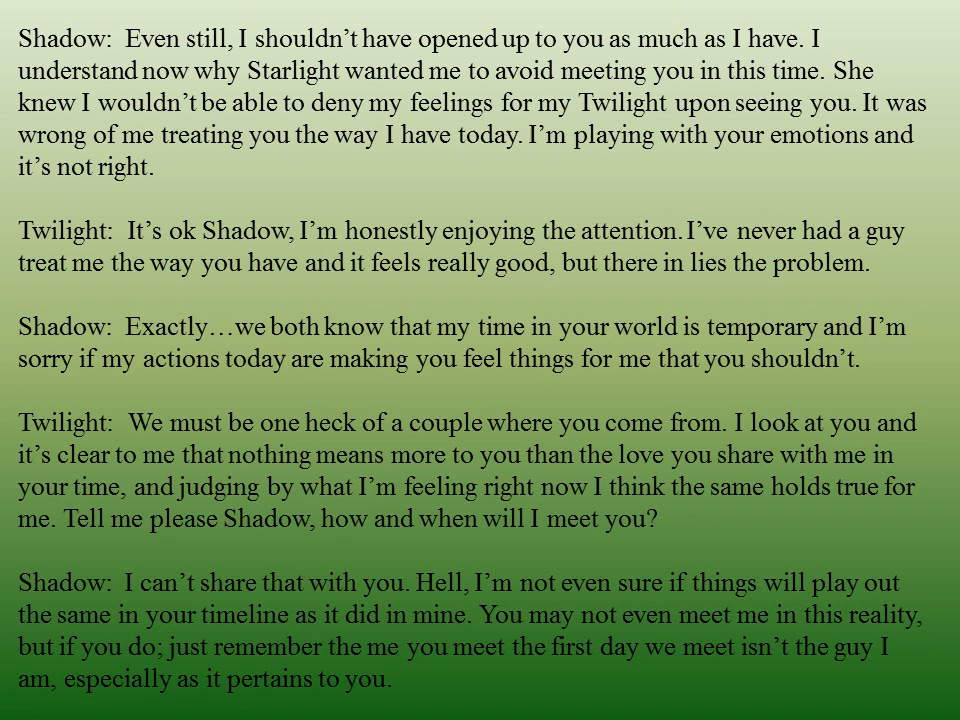 Shadow:  Even still, I shouldn’t have opened up to you as much as I have. I
understand now why Starlight wanted me to avoid meeting you in this time. She
knew I wouldn’t be able to deny my feelings for my Twilight upon seeing you. It was
wrong of me treating you the way I have today. I’m playing with your emotions and
it’s not right.

Twilight:  It’s ok Shadow, I’m honestly enjoying the attention. I’ve never had a guy
treat me the way you have and it feels really good, but there in lies the problem.

Shadow:  Exactly…we both know that my time in your world is temporary and I’m
sorry if my actions today are making you feel things for me that you shouldn’t.

Twilight:  We must be one heck of a couple where you come from. I look at you and
it’s clear to me that nothing means more to you than the love you share with me in
your time, and judging by what I’m feeling right now I think the same holds true for
me. Tell me please Shadow, how and when will I meet you?

Shadow:  I can’t share that with you. Hell, I’m not even sure if things will play out
the same in your timeline as it did in mine. You may not even meet me in this reality,
but if you do; just remember the me you meet the first day we meet isn’t the guy I
am, especially as it pertains to you.